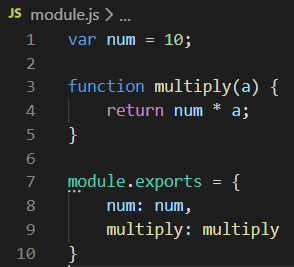 JS module.js > ...
1 var num = 10;
2
3 function multiply(a) {
4     return num * a;
5 }
6
7 module.exports = {
8     num: num,
9     multiply: multiply
10 }